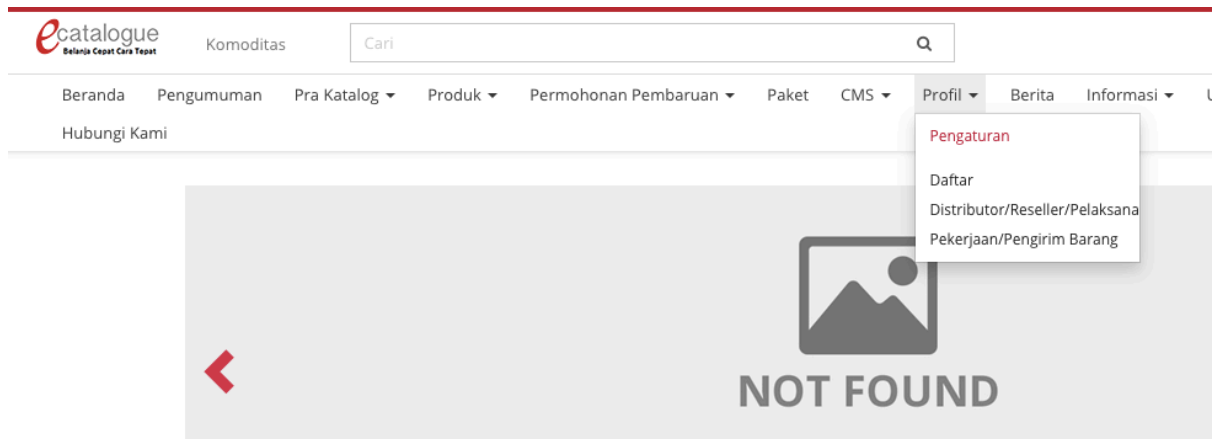 ecatalogue
Belanja Cepat Cara Tepat
Komoditas
Cari
Beranda Pengumuman Pra Katalog Produk Permohonan Pembaruan Paket CMS Profil Berita Informasi
Hubungi Kami
Pengaturan
Daftar
Distributor/Reseller/Pelaksana
Pekerjaan/Pengirim Barang
NOT FOUND